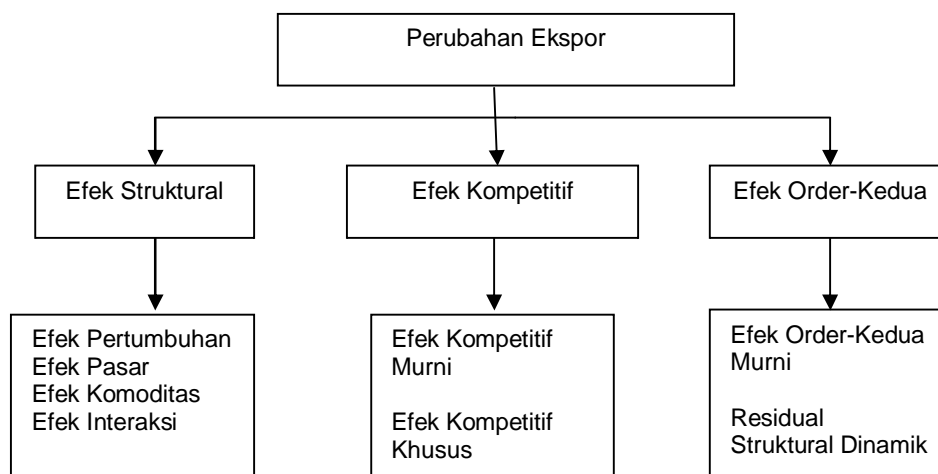 Perubahan Ekspor
Efek Struktural
Efek Kompetitif
Efek Order-Kedua
Efek Pertumbuhan
Efek Pasar
Efek Komoditas
Efek Interaksi
Efek Kompetitif
Murni
Efek Kompetitif
Khusus
Efek Order-Kedua
Murni
Residual
Struktural Dinamik